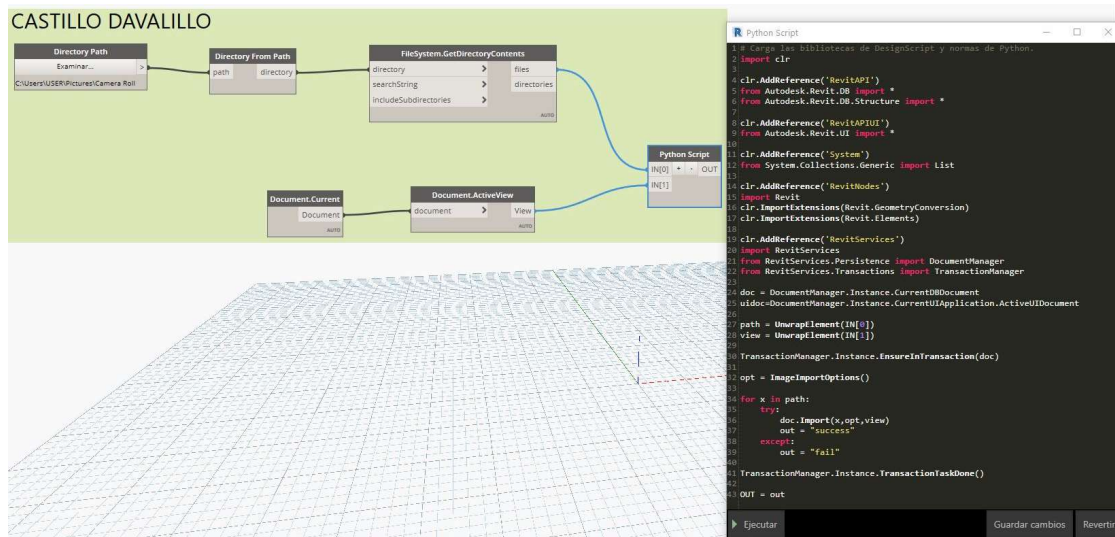 CASTILLO DAVALILLO
Directory Path
Examinar... >
C:\Users\USER\Pictures\Camera Roll
Directory From Path
path directory
FileSystem.GetDirectoryContents
directory > files
searchString > directories
includeSubdirectories >
AUTO
Document.Current
Document
AUTO
Document.ActiveView
document > View
AUTO
Python Script
IN[0] + - OUT
IN[1]
Python Script
1 # Carga las bibliotecas de DesignScript y normas de Python.
2 import clr
3
4 clr.AddReference('RevitAPI')
5 from Autodesk.Revit.DB import *
6 from Autodesk.Revit.DB.Structure import *
7
8 clr.AddReference('RevitAPIUI')
9 from Autodesk.Revit.UI import *
10
11 clr.AddReference('System')
12 from System.Collections.Generic import List
13
14 clr.AddReference('RevitNodes')
15 import Revit
16 clr.ImportExtensions(Revit.GeometryConversion)
17 clr.ImportExtensions(Revit.Elements)
18
19 clr.AddReference('RevitServices')
20 import RevitServices
21 from RevitServices.Persistence import DocumentManager
22 from RevitServices.Transactions import TransactionManager
23
24 doc = DocumentManager.Instance.CurrentDBDocument
25 uidoc=DocumentManager.Instance.CurrentUIApplication.ActiveUIDocument
26
27 path = UnwrapElement(IN[0])
28 view = UnwrapElement(IN[1])
29
30 TransactionManager.Instance.EnsureInTransaction(doc)
31
32 opt = ImageImportOptions()
33
34 for x in path:
35 try:
36 doc.Import(x,opt,view)
37 out = "success"
38 except:
39 out = "fail"
40
41 TransactionManager.Instance.TransactionTaskDone()
42
43 OUT = out
Ejecutar Guardar cambios Revertir